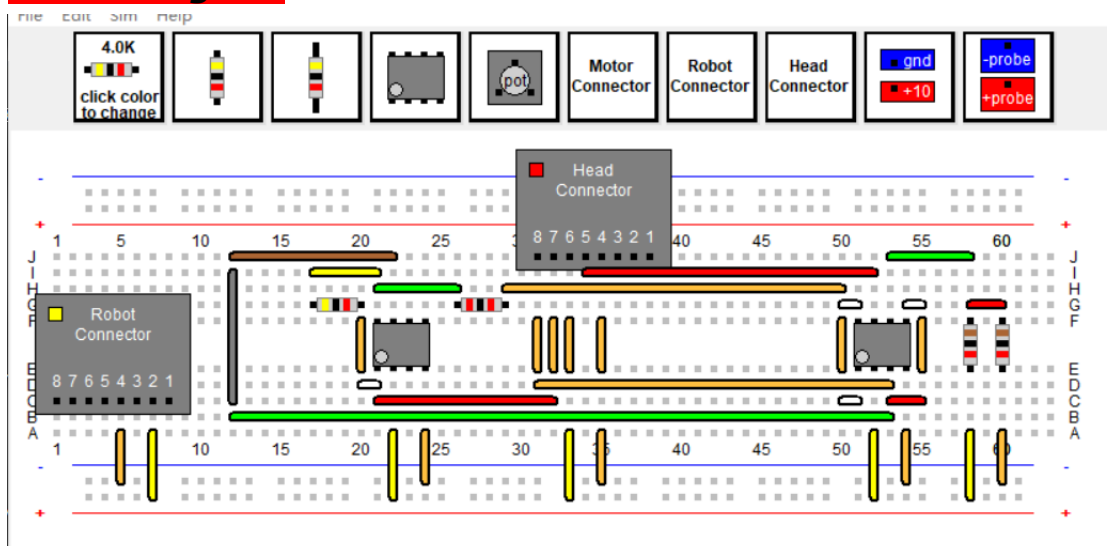 File Edit Sim Help
4.0K
click color
to change
pot
Motor
Connector
Robot
Connector
Head
Connector
gnd
+10
-probe
+probe
Head
Connector
8 7 6 5 4 3 2 1
- -
+ +
1 5 10 15 20 25 40 45 50 55 60
J J
I I
H H
G G
F F
Robot
Connector
8 7 6 5 4 3 2 1
E E
D D
C C
B B
A A
1 10 15 20 25 30 40 45 50 55
- -
+ +